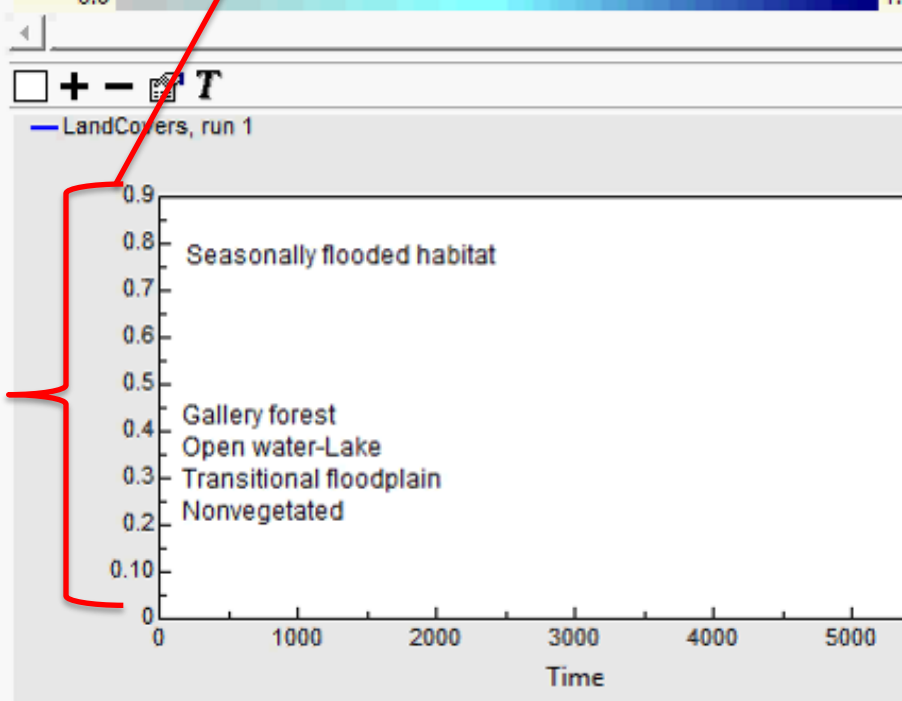 T
LandCovers, run 1
0.9
0.8
Seasonally flooded habitat
0.7
0.6
0.5
Gallery forest
0.4
Open water-Lake
0.3
Transitional floodplain
Nonvegetated
0.2
0.10
0
0 1000 2000 3000 4000 5000
Time